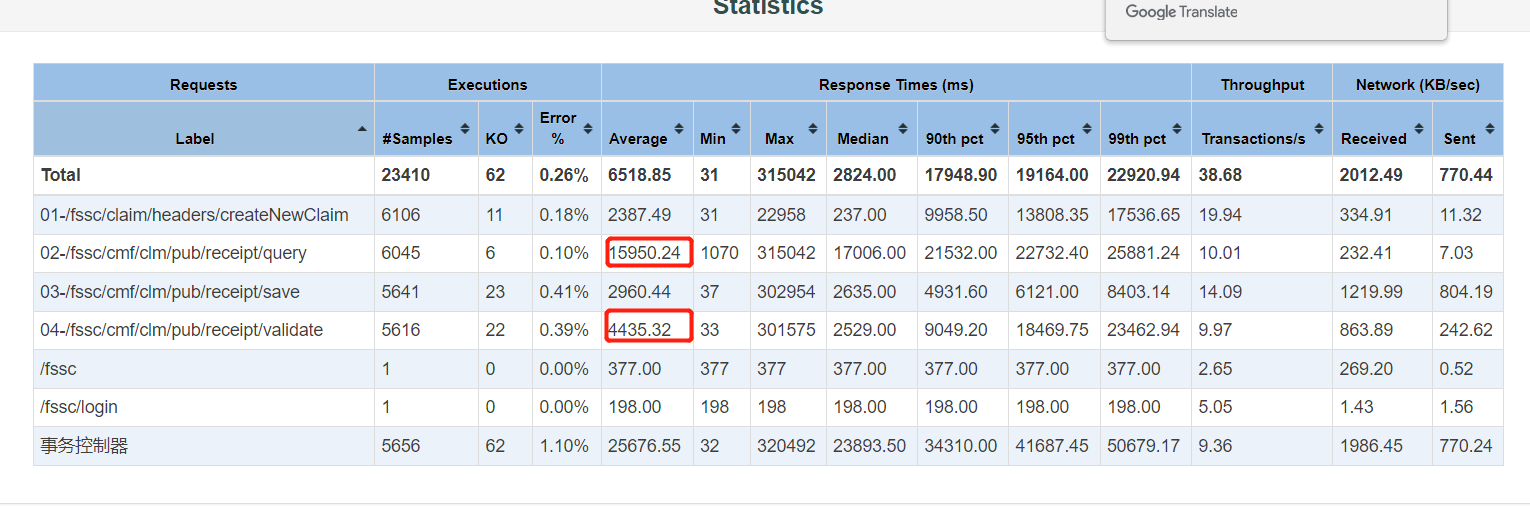 Statistics
Google Translate
Requests Executions Response Times (ms) Throughput Network (KB/sec)
Label #Samples KO Error % Average Min Max Median 90th pct 95th pct 99th pct Transactions/s Received Sent
Total 23410 62 0.26% 6518.85 31 315042 2824.00 17948.90 19164.00 22920.94 38.68 2012.49 770.44
01-/fssc/claim/headers/createNewClaim 6106 11 0.18% 2387.49 31 22958 237.00 9958.50 13808.35 17536.65 19.94 334.91 11.32
02-/fssc/cmf/clm/pub/receipt/query 6045 6 0.10% 15950.24 1070 315042 17006.00 21532.00 22732.40 25881.24 10.01 232.41 7.03
03-/fssc/cmf/clm/pub/receipt/save 5641 23 0.41% 2960.44 37 302954 2635.00 4931.60 6121.00 8403.14 14.09 1219.99 804.19
04-/fssc/cmf/clm/pub/receipt/validate 5616 22 0.39% 4435.32 33 301575 2529.00 9049.20 18469.75 23462.94 9.97 863.89 242.62
/fssc 1 0 0.00% 377.00 377 377 377.00 377.00 377.00 377.00 2.65 269.20 0.52
/fssc/login 1 0 0.00% 198.00 198 198 198.00 198.00 198.00 198.00 5.05 1.43 1.56
事务控制器 5656 62 1.10% 25676.55 32 320492 23893.50 34310.00 41687.45 50679.17 9.36 1986.45 770.24